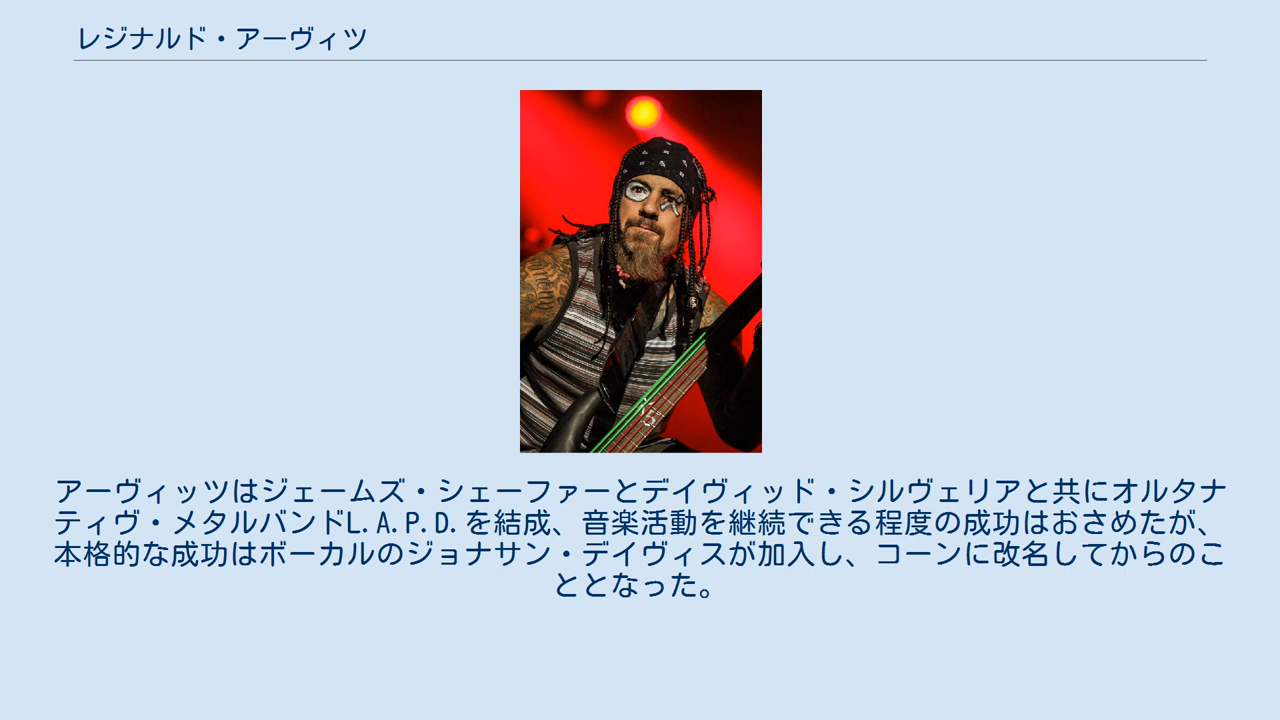 レジナルド・アーヴィツ
アーヴィッツはジェームズ・シェーファーとデイヴィッド・シルヴェリアと共にオルタナ
ティヴ・メタルバンドL.A.P.D.を結成、音楽活動を継続できる程度の成功はおさめたが、
本格的な成功はボーカルのジョナサン・デイヴィスが加入し、コーンに改名してからのこ
ととなった。